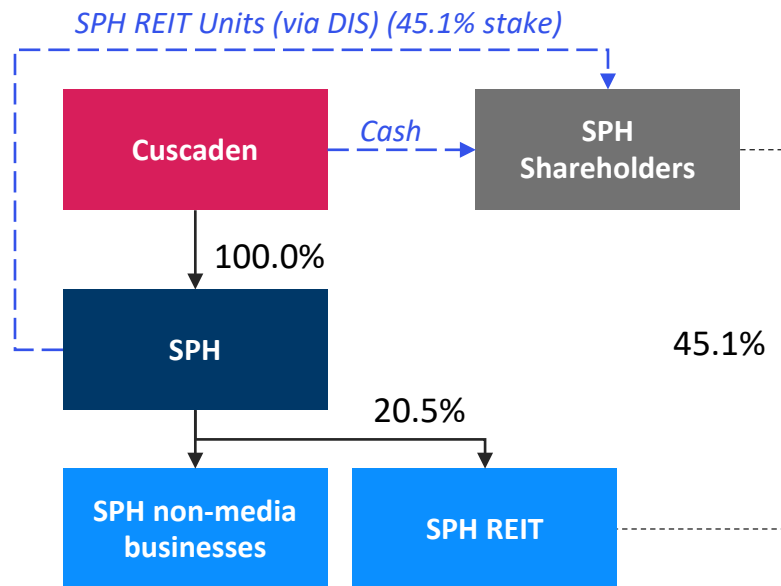 SPH REIT Units (via DIS) (45.1% stake)
Cuscaden
Cash
SPH
Shareholders
100.0%
SPH
45.1%
20.5%
SPH non-media
businesses
SPH REIT